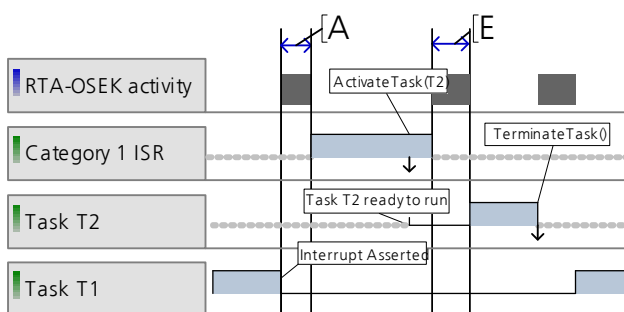 [A
[E
RTA-OSEK activity
ActivateTask(T2)
TerminateTask()
Category 1 ISR
Task T2 ready to run
Task T2
Interrupt Asserted
Task T1